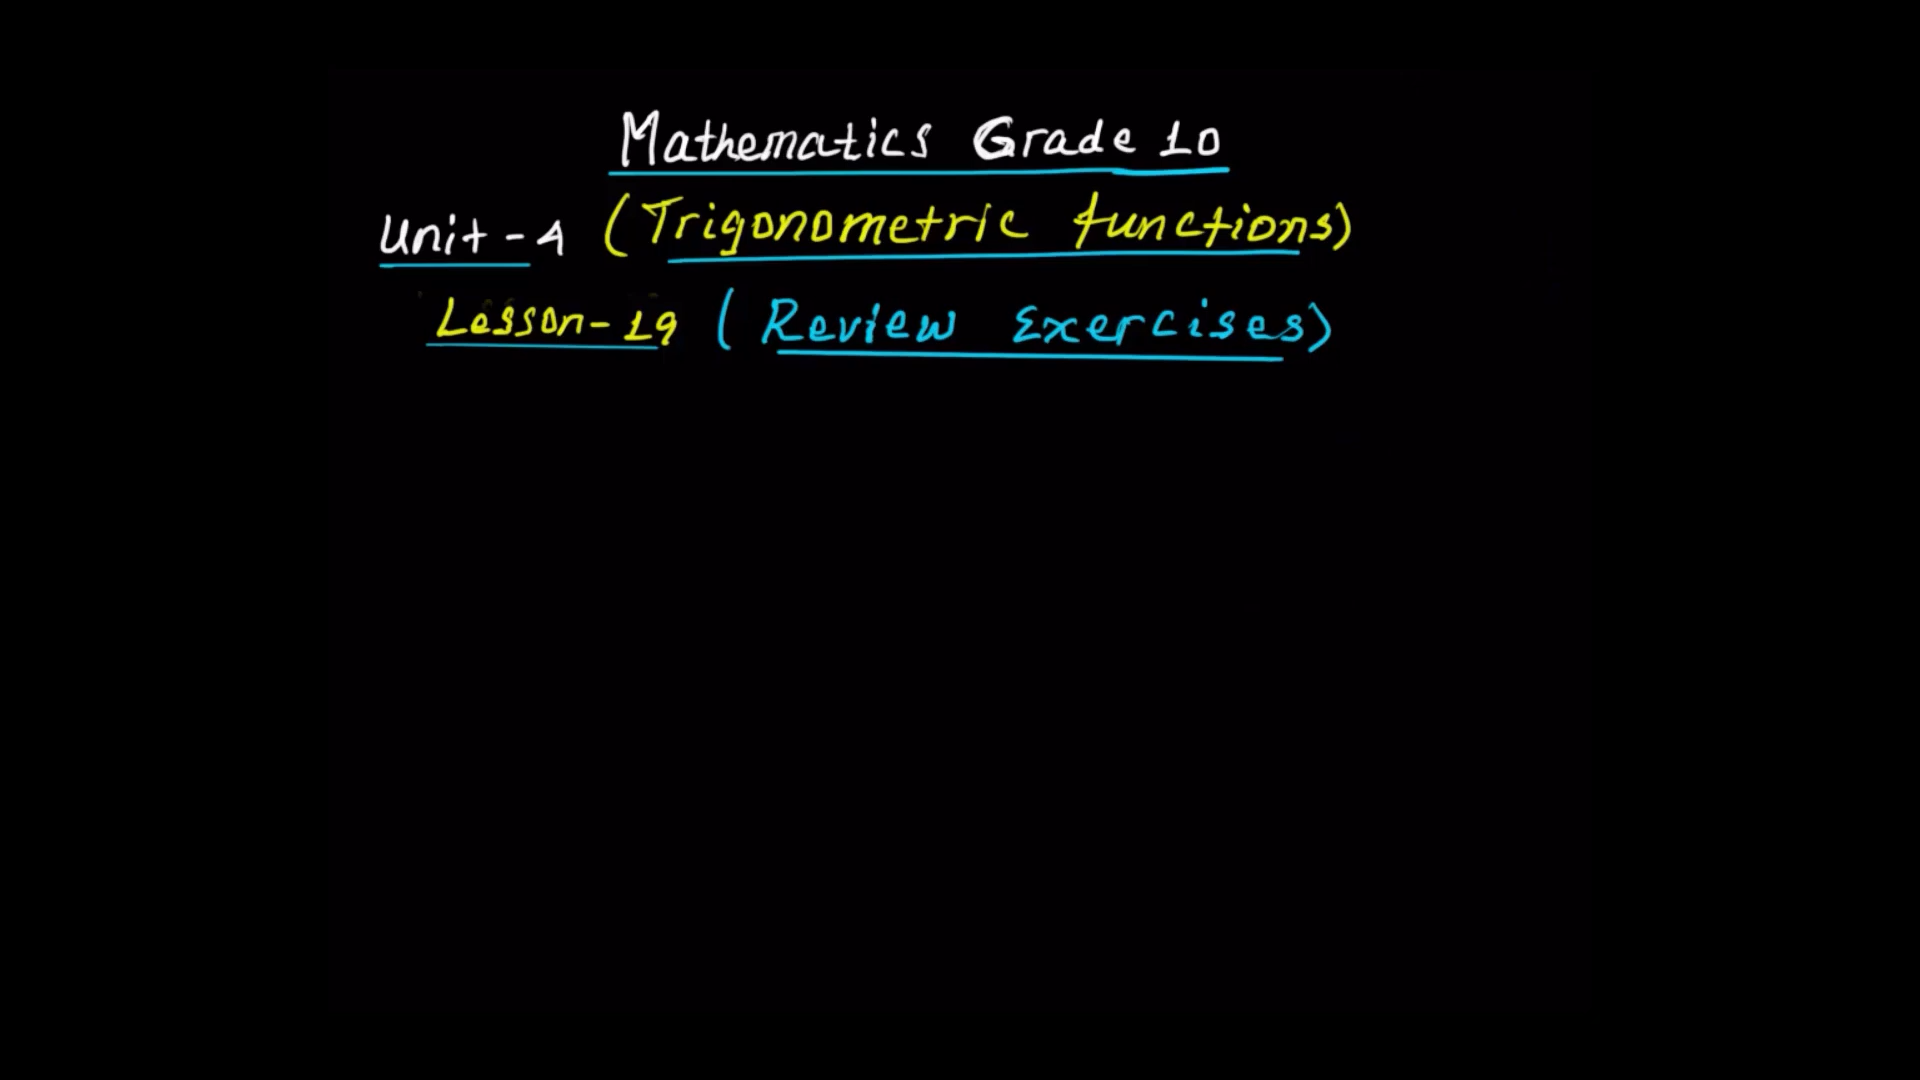 Mathematics Grade 10
Unit-4 (Trigonometric functions)
Lesson-19 (Review Exercises)